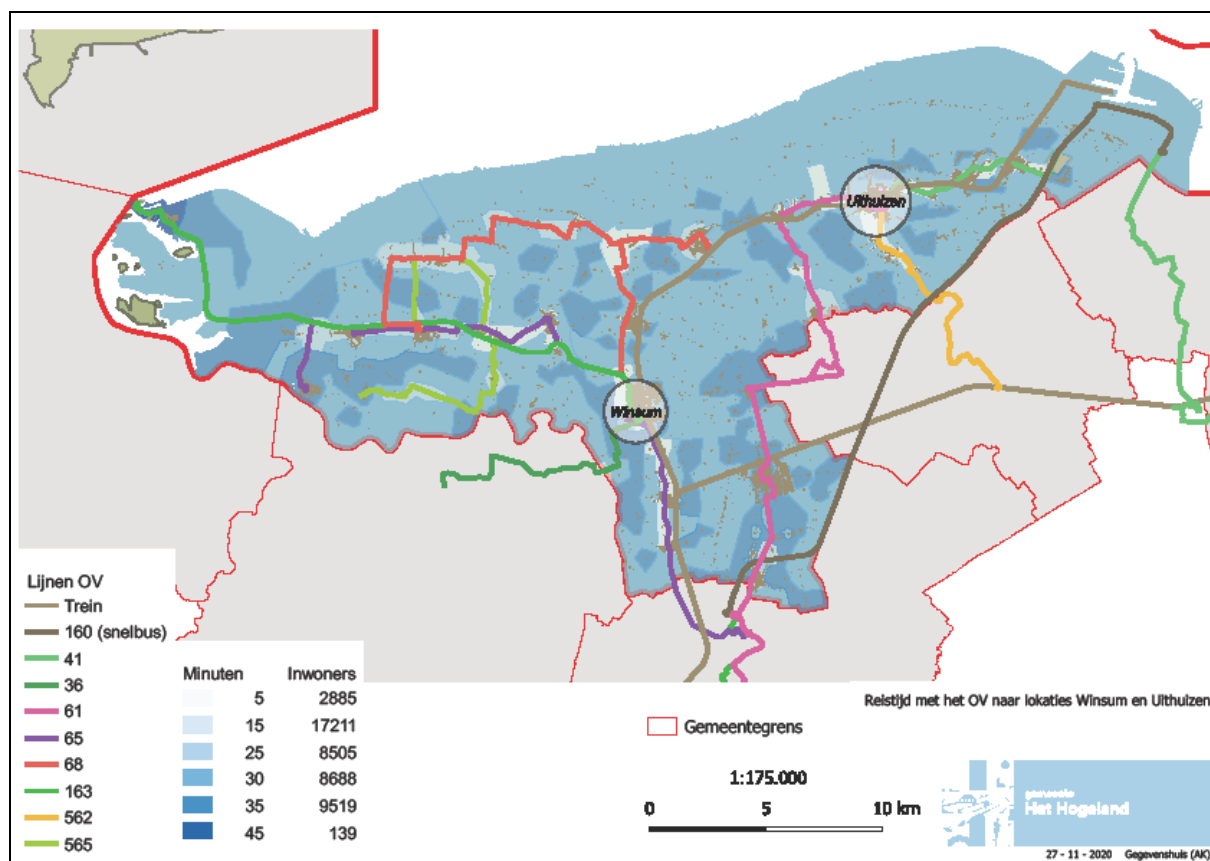 Uithuizen
Winsum
Lijnen OV
Trein
160 (snelbus)
41
36
61
65
68
163
562
565
Minuten Inwoners
5 2885
15 17211
25 8505
30 8688
35 9519
45 139
Reistijd met het OV naar lokaties Winsum en Uithuizen
Gemeentegrens
1:175.000
0 5 10 km
gemeente
Het Hogeland
27 - 11 - 2020 Gegevenshuis (AK)